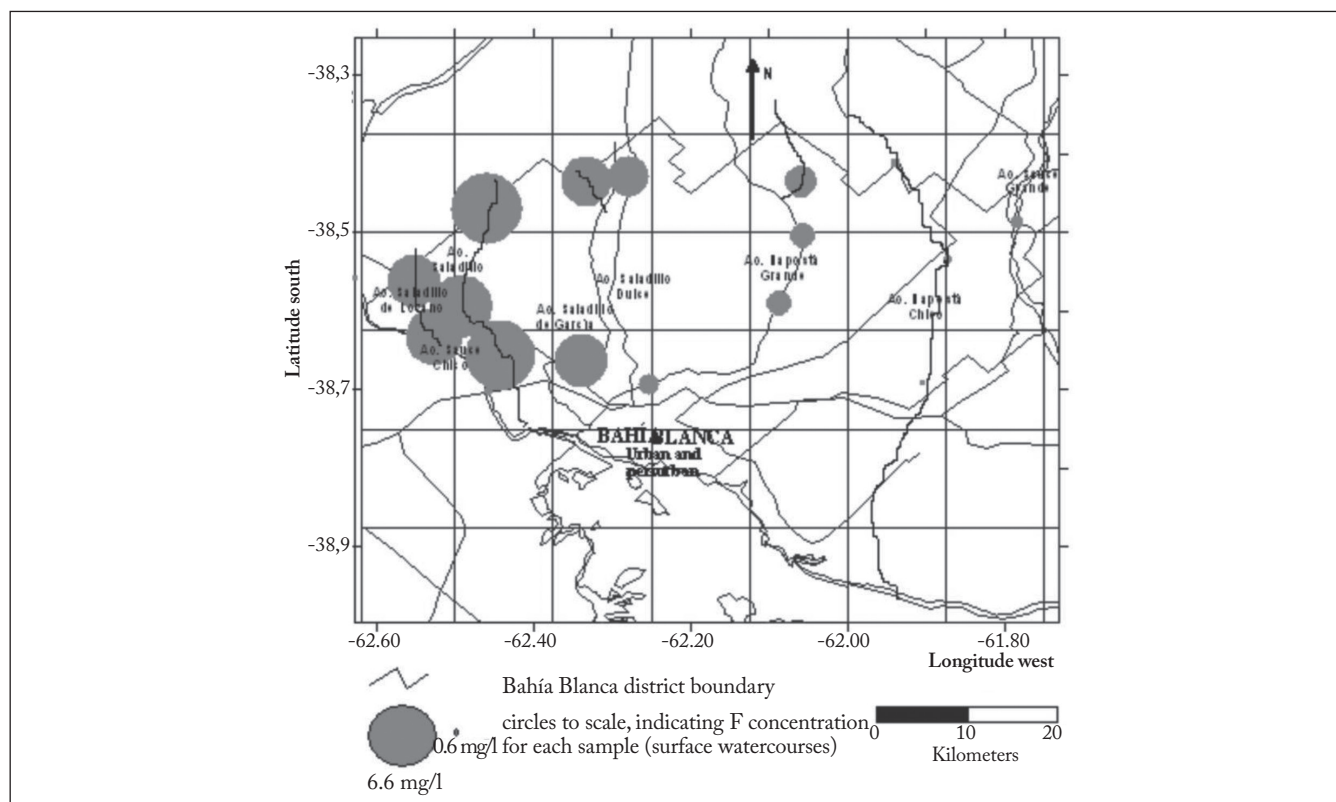 -38,3
N
Ao. Sauce
Grande
-38,5
Ao.
Saladillo
Ao. Saladillo
de Lozano
Ao. Saladillo
Dulce
Ao. Napostá
Grande
Ao. Napostá
Chico
Ao. Saladillo
de García
Ao. Sauce
Chico
Latitude south
-38,7
BAHÍA BLANCA
Urban and
periurban
-38,9
-62.60
-62.40
-62.20
-62.00
-61.80
Longitude west
Bahía Blanca district boundary
circles to scale, indicating F concentration
0.6 mg/l for each sample (surface watercourses)
6.6 mg/l
0
10
20
Kilometers